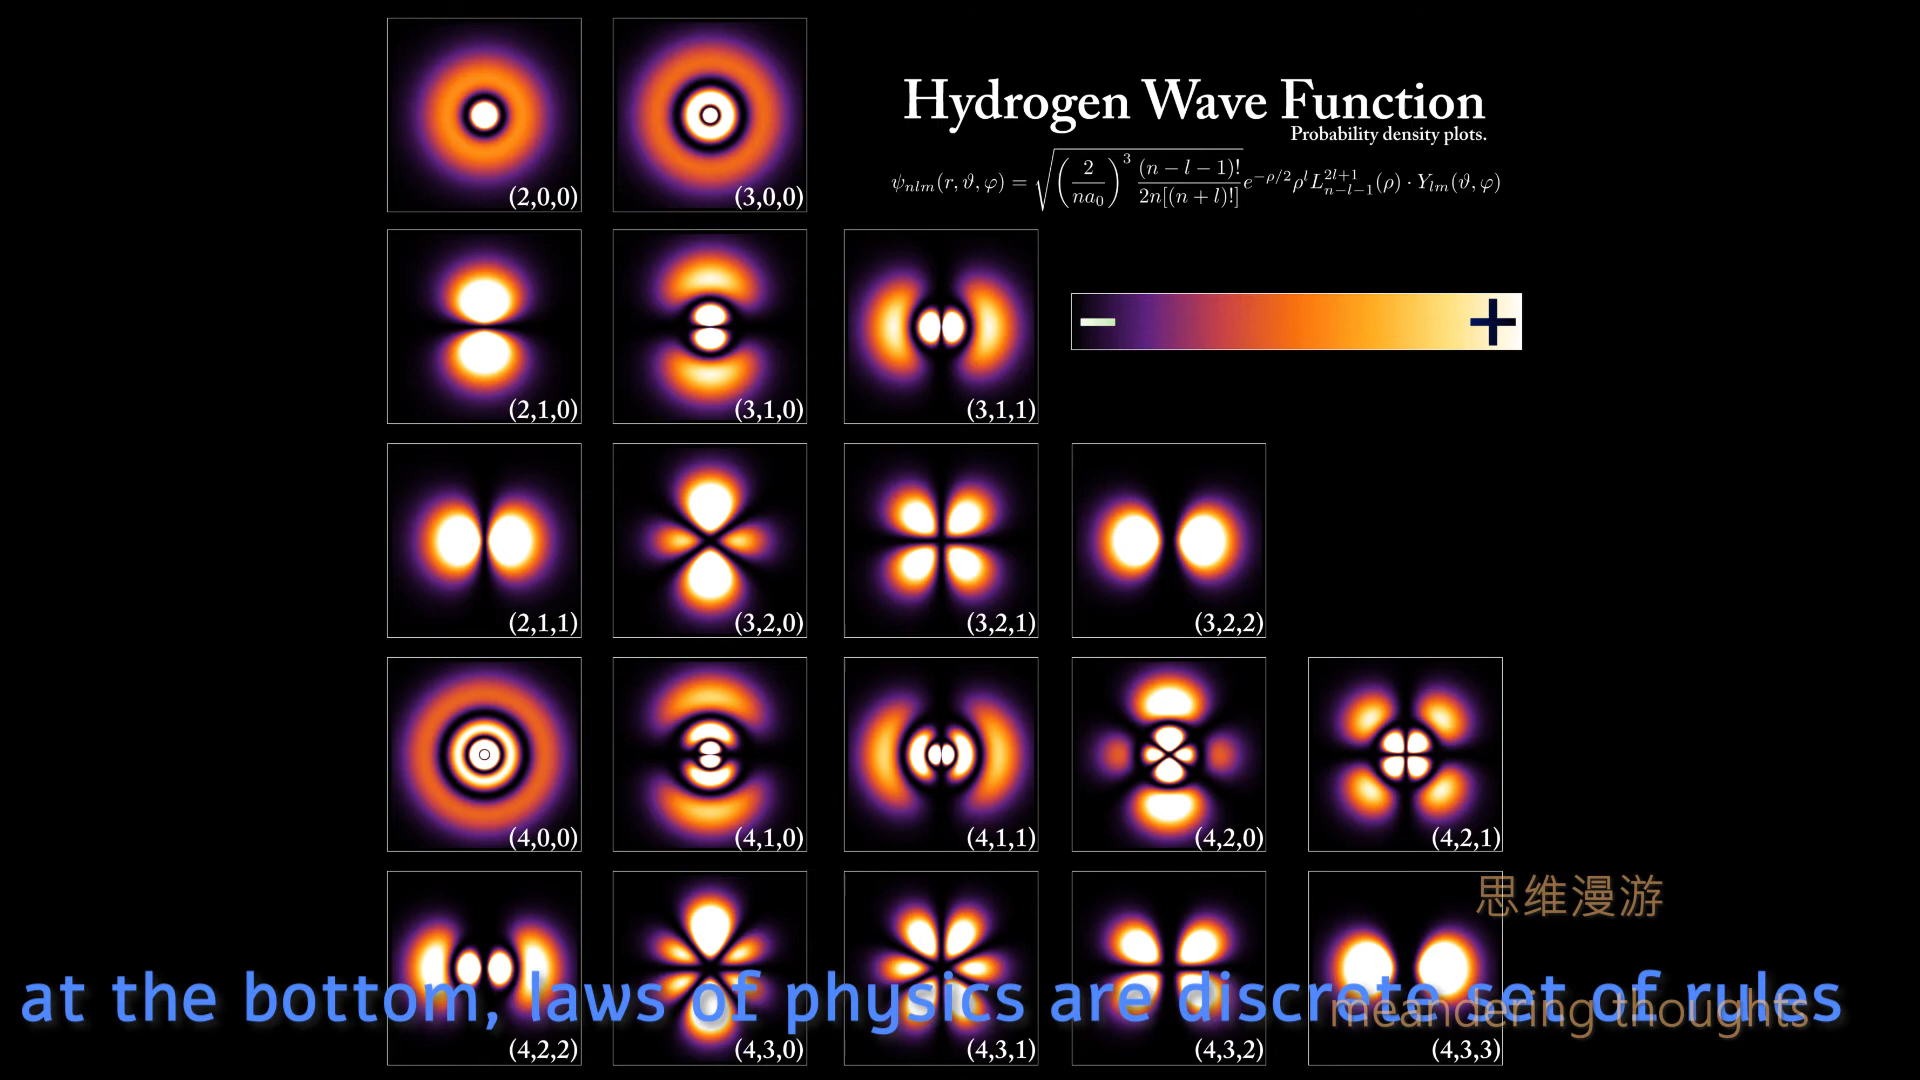 Hydrogen Wave Function
Probability density plots.
ψnlm(r, ϑ, φ) = √((2/na₀)³ (n − l − 1)!/2n[(n + l)!]) e^{−ρ/2}ρ^l L^{2l+1}_{n−l−1}(ρ) · Ylm(ϑ, φ)
− +
(2,0,0) (3,0,0)
(2,1,0) (3,1,0) (3,1,1)
(2,1,1) (3,2,0) (3,2,1) (3,2,2)
(4,0,0) (4,1,0) (4,1,1) (4,2,0) (4,2,1)
思维漫游
at the bottom, laws of physics are discrete set of rules
meandering thoughts
(4,2,2) (4,3,0) (4,3,1) (4,3,2) (4,3,3)